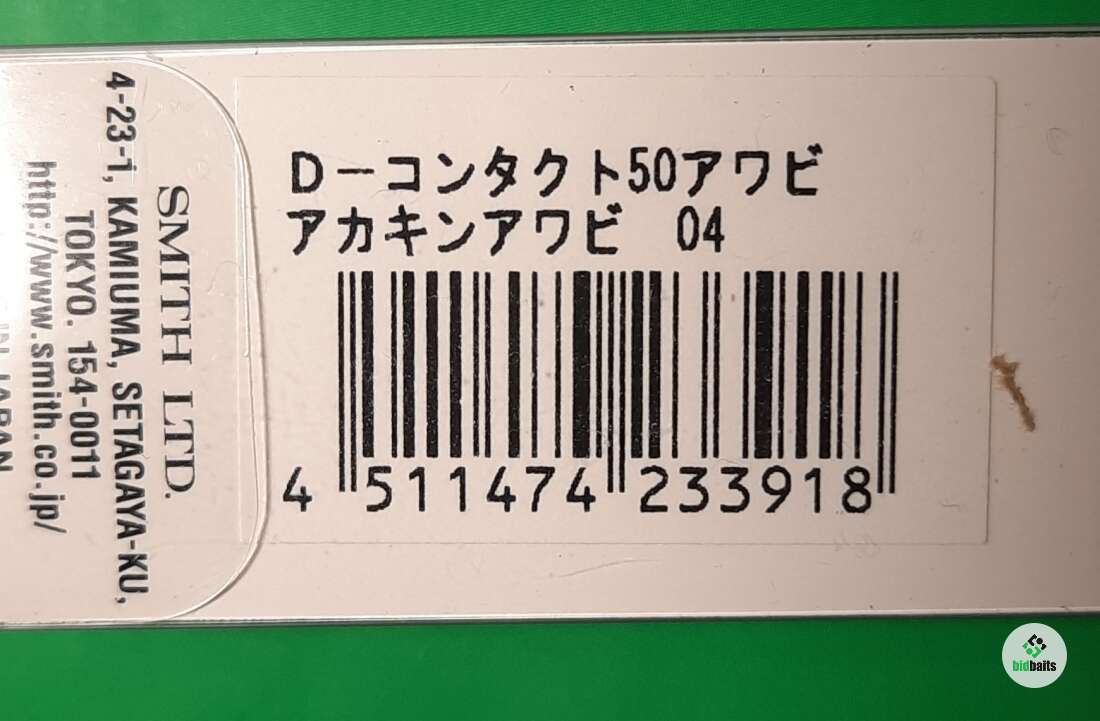 D-コンタクト50アワビ
アカキンアワビ 04
4 511474 233918
SMITH LTD.
4-23-1, KAMIUMA, SETAGAYA-KU,
TOKYO. 154-0011
http://www.smith.co.jp/
IN JAPAN
bidbaits